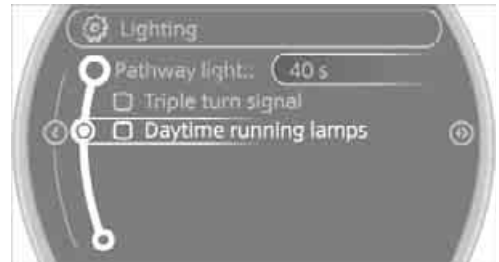 Lighting
Pathway light.: 40 s
Triple turn signal
Daytime running lamps